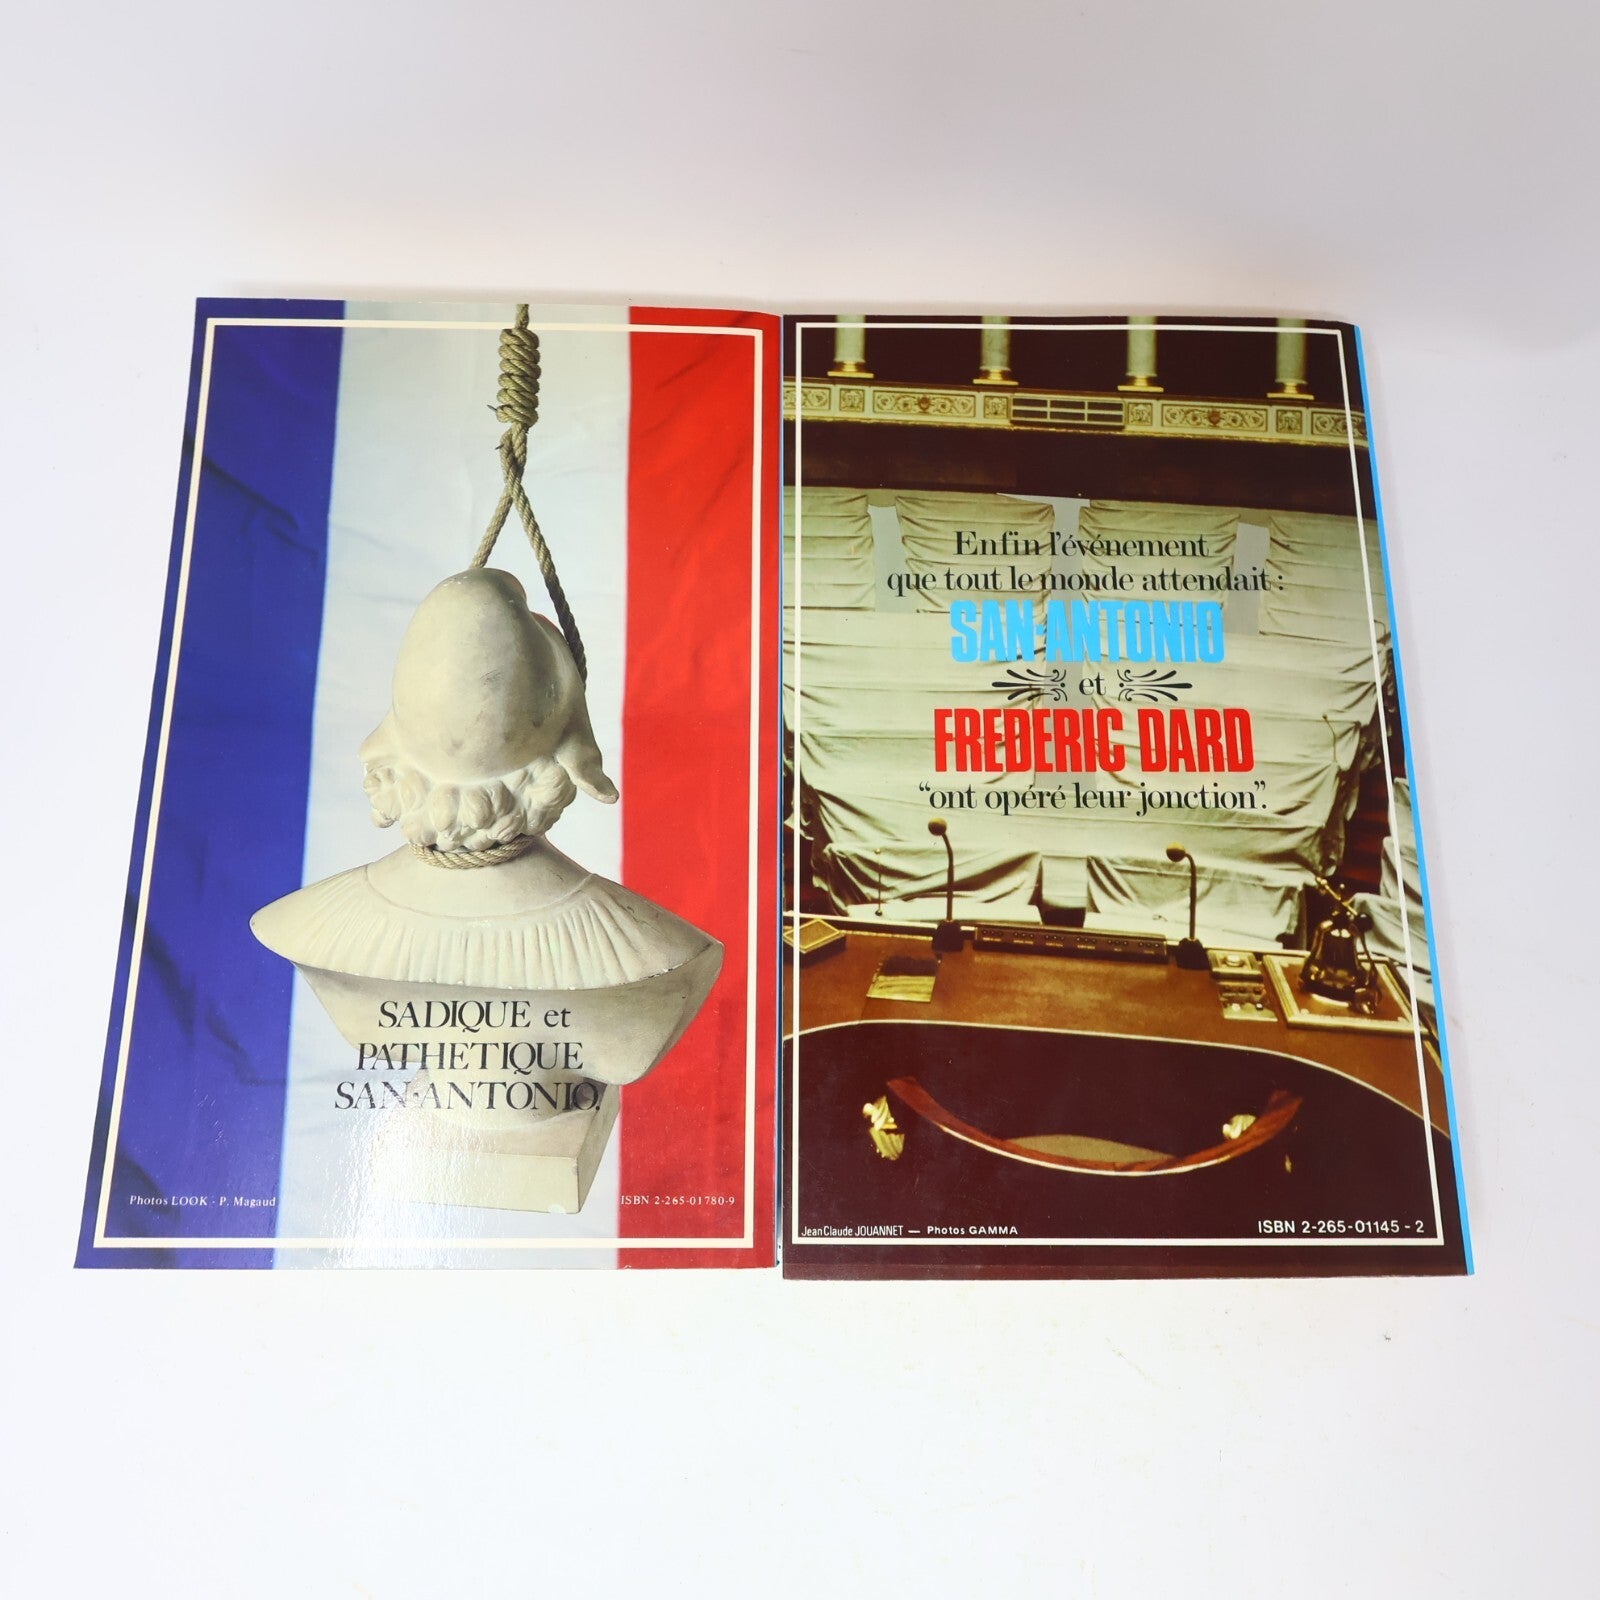 SADIQUE et
PATHETIQUE
SAN-ANTONIO.
Photos LOOK - P. Magaud
ISBN 2-265-01780-9
Enfin l'événement
que tout le monde attendait :
SAN-ANTONIO
et
FREDERIC DARD
“ont opéré leur jonction”.
Jean Claude JOUANNET — Photos GAMMA
ISBN 2-265-01145 - 2